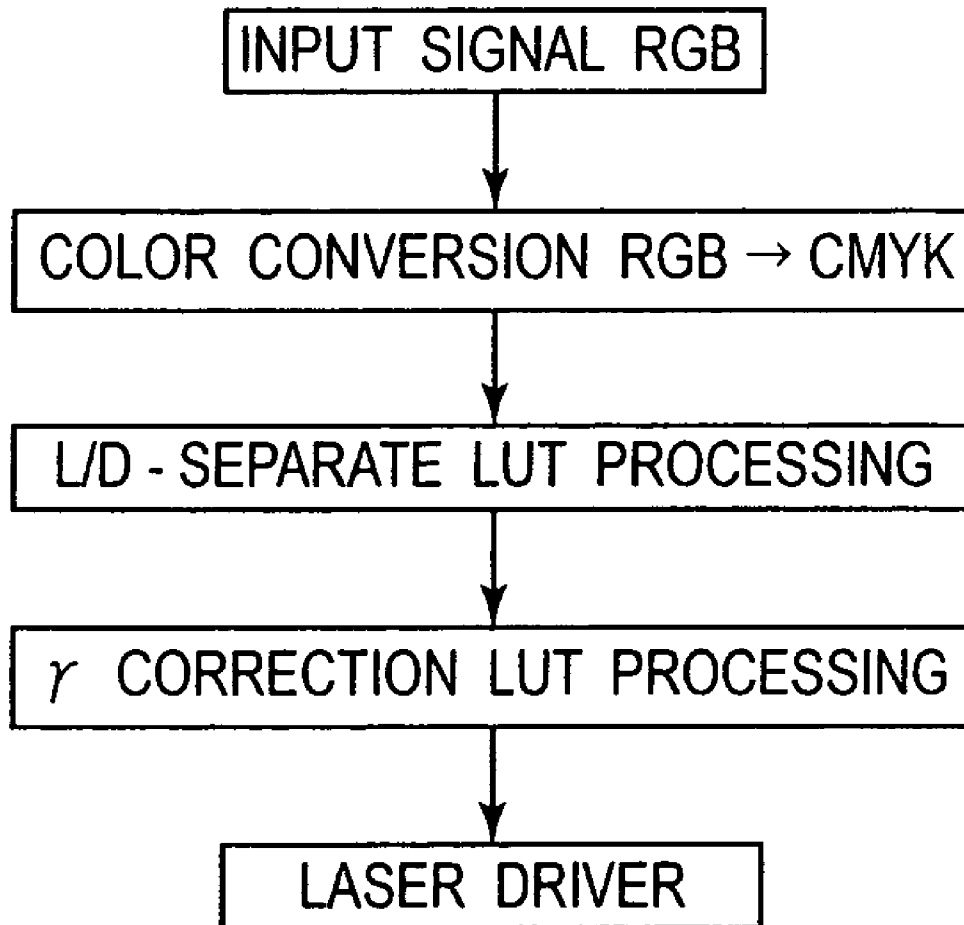 INPUT SIGNAL RGB
COLOR CONVERSION RGB → CMYK
L/D - SEPARATE LUT PROCESSING
γ CORRECTION LUT PROCESSING
LASER DRIVER